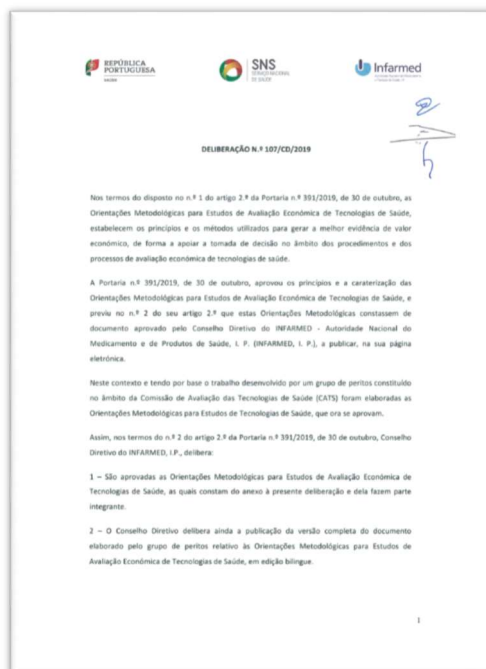 REPÚBLICA
PORTUGUESA
SAÚDE
SNS
SERVIÇO NACIONAL
DE SAÚDE
Infarmed
DELIBERAÇÃO N.º 107/CD/2019
Nos termos do disposto no n.º 1 do artigo 2.º da Portaria n.º 391/2019, de 30 de outubro, as
Orientações Metodológicas para Estudos de Avaliação Económica de Tecnologias de Saúde,
estabelecem os princípios e os métodos utilizados para gerar a melhor evidência de valor
económico, de forma a apoiar a tomada de decisão no âmbito dos procedimentos e dos
processos de avaliação económica de tecnologias de saúde.
A Portaria n.º 391/2019, de 30 de outubro, aprovou os princípios e a caraterização das
Orientações Metodológicas para Estudos de Avaliação Económica de Tecnologias de Saúde, e
previu no n.º 2 do seu artigo 2.º que estas Orientações Metodológicas constassem de
documento aprovado pelo Conselho Diretivo do INFARMED - Autoridade Nacional do
Medicamento e de Produtos de Saúde, I. P. (INFARMED, I. P.), a publicar, na sua página
eletrónica.
Neste contexto e tendo por base o trabalho desenvolvido por um grupo de peritos constituído
no âmbito da Comissão de Avaliação das Tecnologias de Saúde (CATS) foram elaboradas as
Orientações Metodológicas para Estudos de Tecnologias de Saúde, que ora se aprovam.
Assim, nos termos do n.º 2 do artigo 2.º da Portaria n.º 391/2019, de 30 de outubro, Conselho
Diretivo do INFARMED, I.P., delibera:
1 – São aprovadas as Orientações Metodológicas para Estudos de Avaliação Económica de
Tecnologias de Saúde, as quais constam do anexo à presente deliberação e dela fazem parte
integrante.
2 – O Conselho Diretivo delibera ainda a publicação da versão completa do documento
elaborado pelo grupo de peritos relativo às Orientações Metodológicas para Estudos de
Avaliação Económica de Tecnologias de Saúde, em edição bilingue.
1